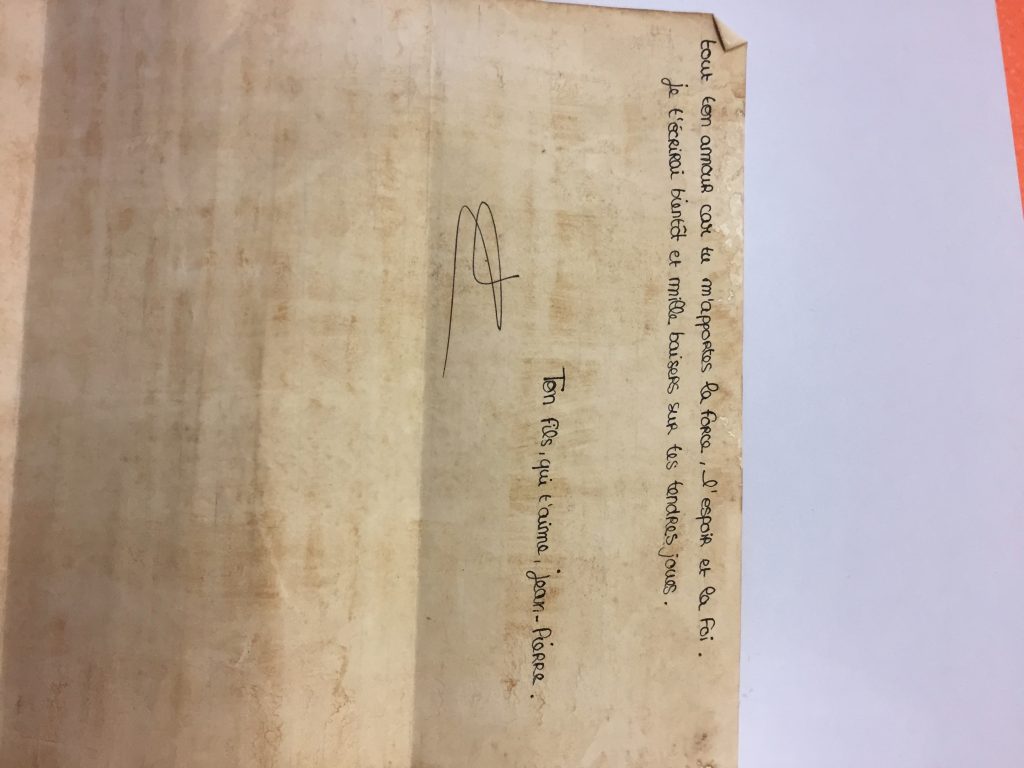 tout ton amour car tu m'apportes la force, l'espoir et la foi.
je t'écrirai bientôt et mille baisers sur tes tendres joues.
Ton fils, qui t'aime, jean-Pierre.